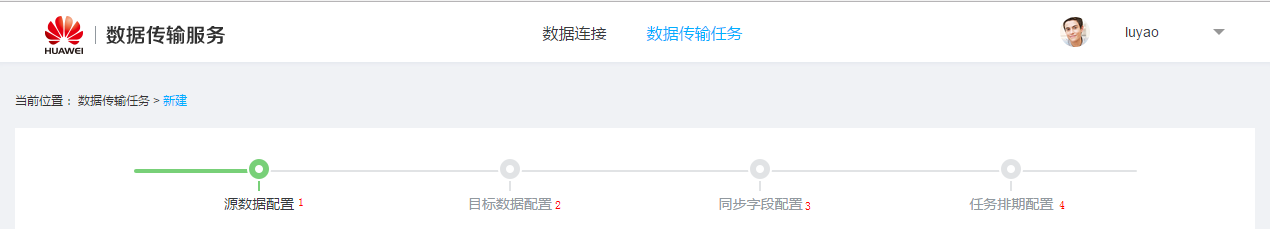 HUAWEI 数据传输服务 数据连接 数据传输任务 luyao
当前位置： 数据传输任务 > 新建
源数据配置 1 目标数据配置 2 同步字段配置 3 任务排期配置 4